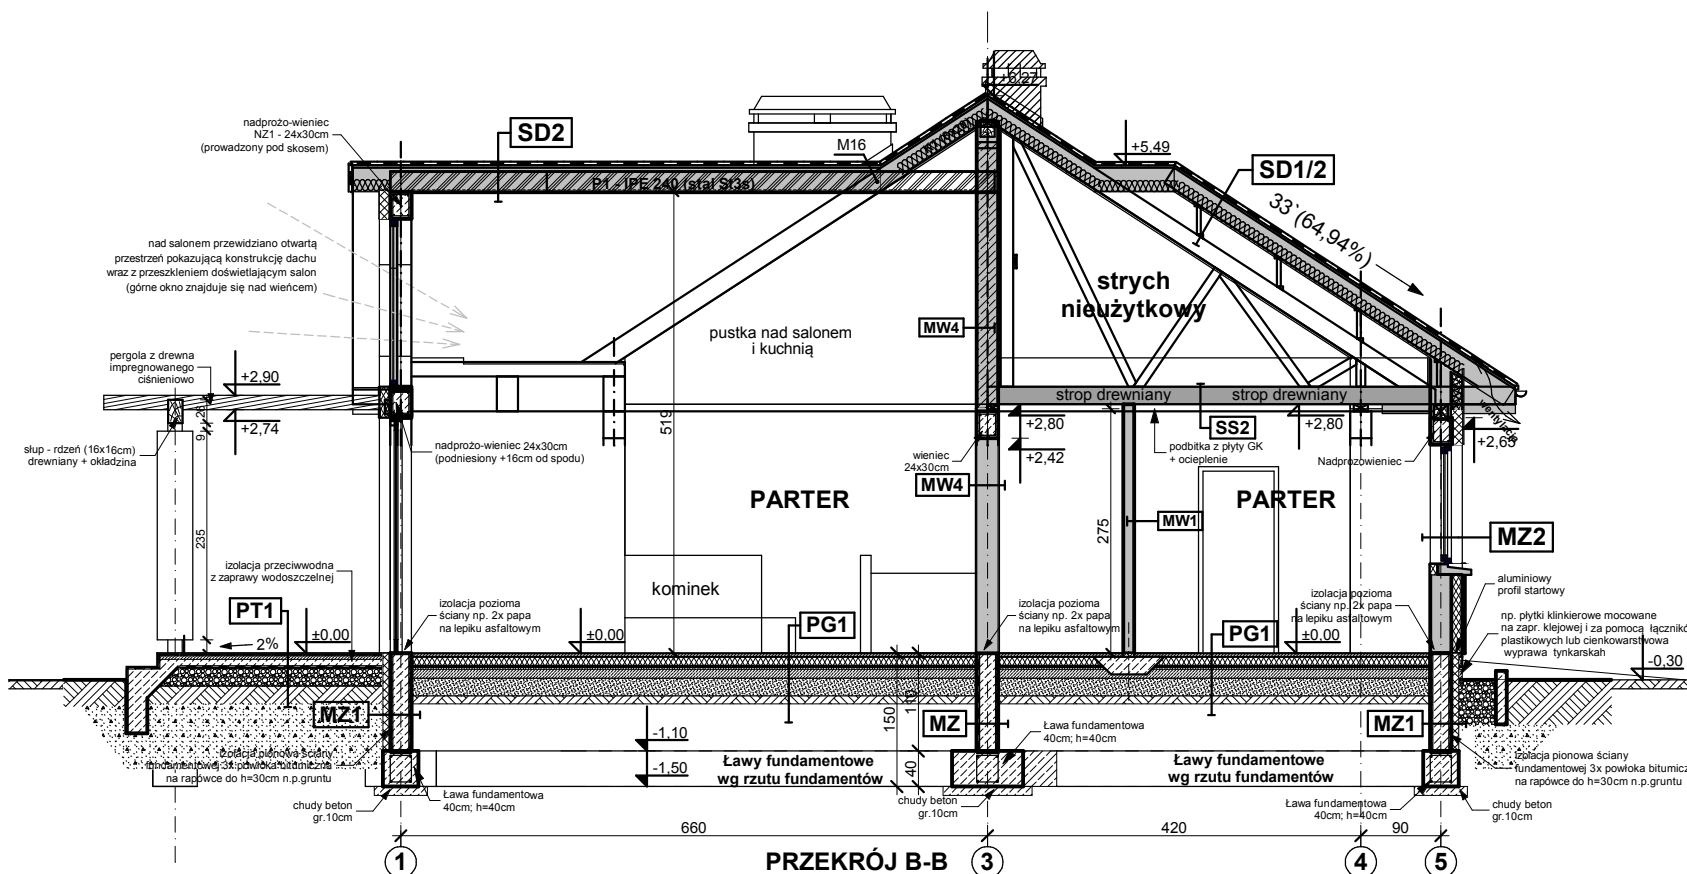 +6,27
nadprożo-wieniec
NZ1 - 24x30cm
(prowadzony pod skosem)
SD2
M16
+5,49
SD1/2
P1 - IPE 240 (stal St3s)
33`(64,94%)
nad salonem przewidziano otwartą
przestrzeń pokazującą konstrukcję dachu
wraz z przeszkleniem doświetlającym salon
(górne okno znajduje się nad wieńcem)
strych
nieużytkowy
pustka nad salonem
i kuchnią
MW4
pergola z drewna
impregnowanego
ciśnieniowo
+2,90
26
9
+2,74
strop drewniany
strop drewniany
519
+2,80
SS2
+2,80
wentylacja
+2,65
słup - rdzeń (16x16cm)
drewniany + okładzina
nadprożo-wieniec 24x30cm
(podniesiony +16cm od spodu)
wieniec
24x30cm
+2,42
podbitka z płyty GK
+ ocieplenie
Nadprożowieniec
MW4
PARTER
PARTER
MW1
MZ2
235
275
izolacja przeciwwodna
z zaprawy wodoszczelnej
kominek
aluminiowy
profil startowy
PT1
izolacja pozioma
ściany np. 2x papa
na lepiku asfaltowym
izolacja pozioma
ściany np. 2x papa
na lepiku asfaltowym
izolacja pozioma
ściany np. 2x papa
na lepiku asfaltowym
np. płytki klinkierowe mocowane
na zapr. klejowej i za pomocą łącznikó
plastikowych lub cienkowarstwowa
wyprawa tynkarskah
2%
±0,00
±0,00
PG1
PG1
±0,00
-0,30
MZ1
150
110
MZ
MZ1
-1,10
Ława fundamentowa
40cm; h=40cm
izolacja pionowa ściany
fundamentowej 3x powłoka bitumiczna
na rapówce do h=30cm n.p.gruntu
-1,50
Ławy fundamentowe
wg rzutu fundamentów
40
Ławy fundamentowe
wg rzutu fundamentów
izolacja pionowa ściany
fundamentowej 3x powłoka bitumicz
na rapówce do h=30cm n.p.gruntu
chudy beton
gr.10cm
Ława fundamentowa
40cm; h=40cm
chudy beton
gr.10cm
Ława fundamentowa
40cm; h=40cm
chudy beton
gr.10cm
660
420
90
1
PRZEKRÓJ B-B
3
4
5